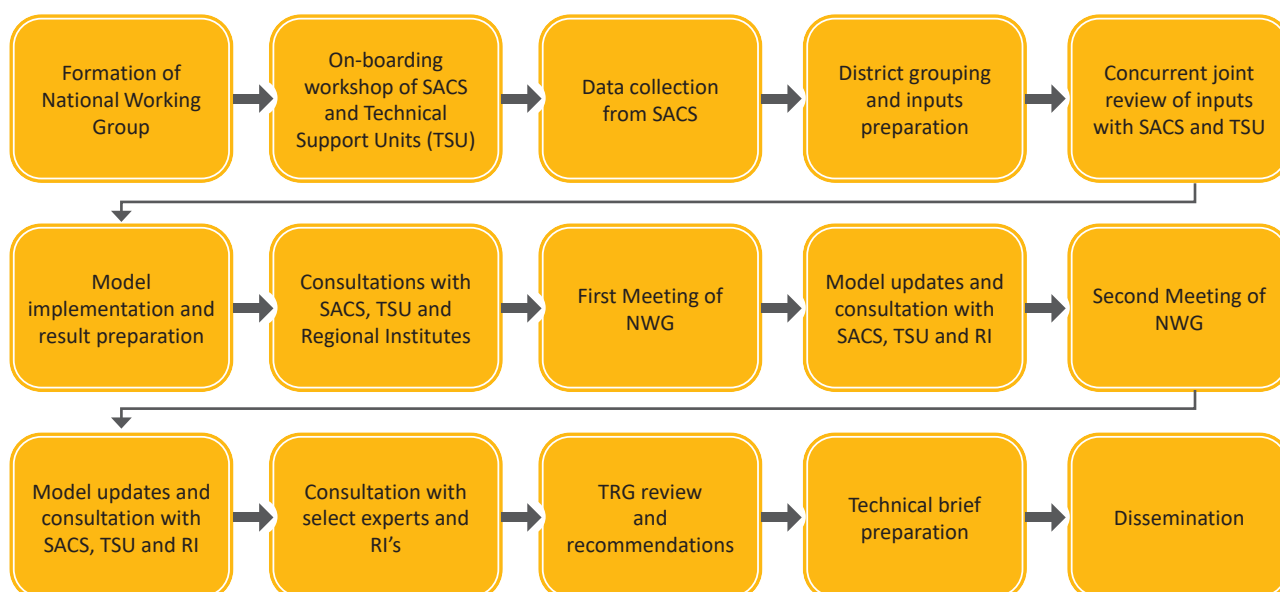 Formation of
National Working
Group
On-boarding
workshop of SACS
and Technical
Support Units (TSU)
Data collection
from SACS
District grouping
and inputs
preparation
Concurrent joint
review of inputs
with SACS and TSU
Model
implementation and
result preparation
Consultations with
SACS, TSU and
Regional Institutes
First Meeting of
NWG
Model updates and
consultation with
SACS, TSU and RI
Second Meeting of
NWG
Model updates and
consultation with
SACS, TSU and RI
Consultation with
select experts and
RI's
TRG review
and
recommendations
Technical brief
preparation
Dissemination